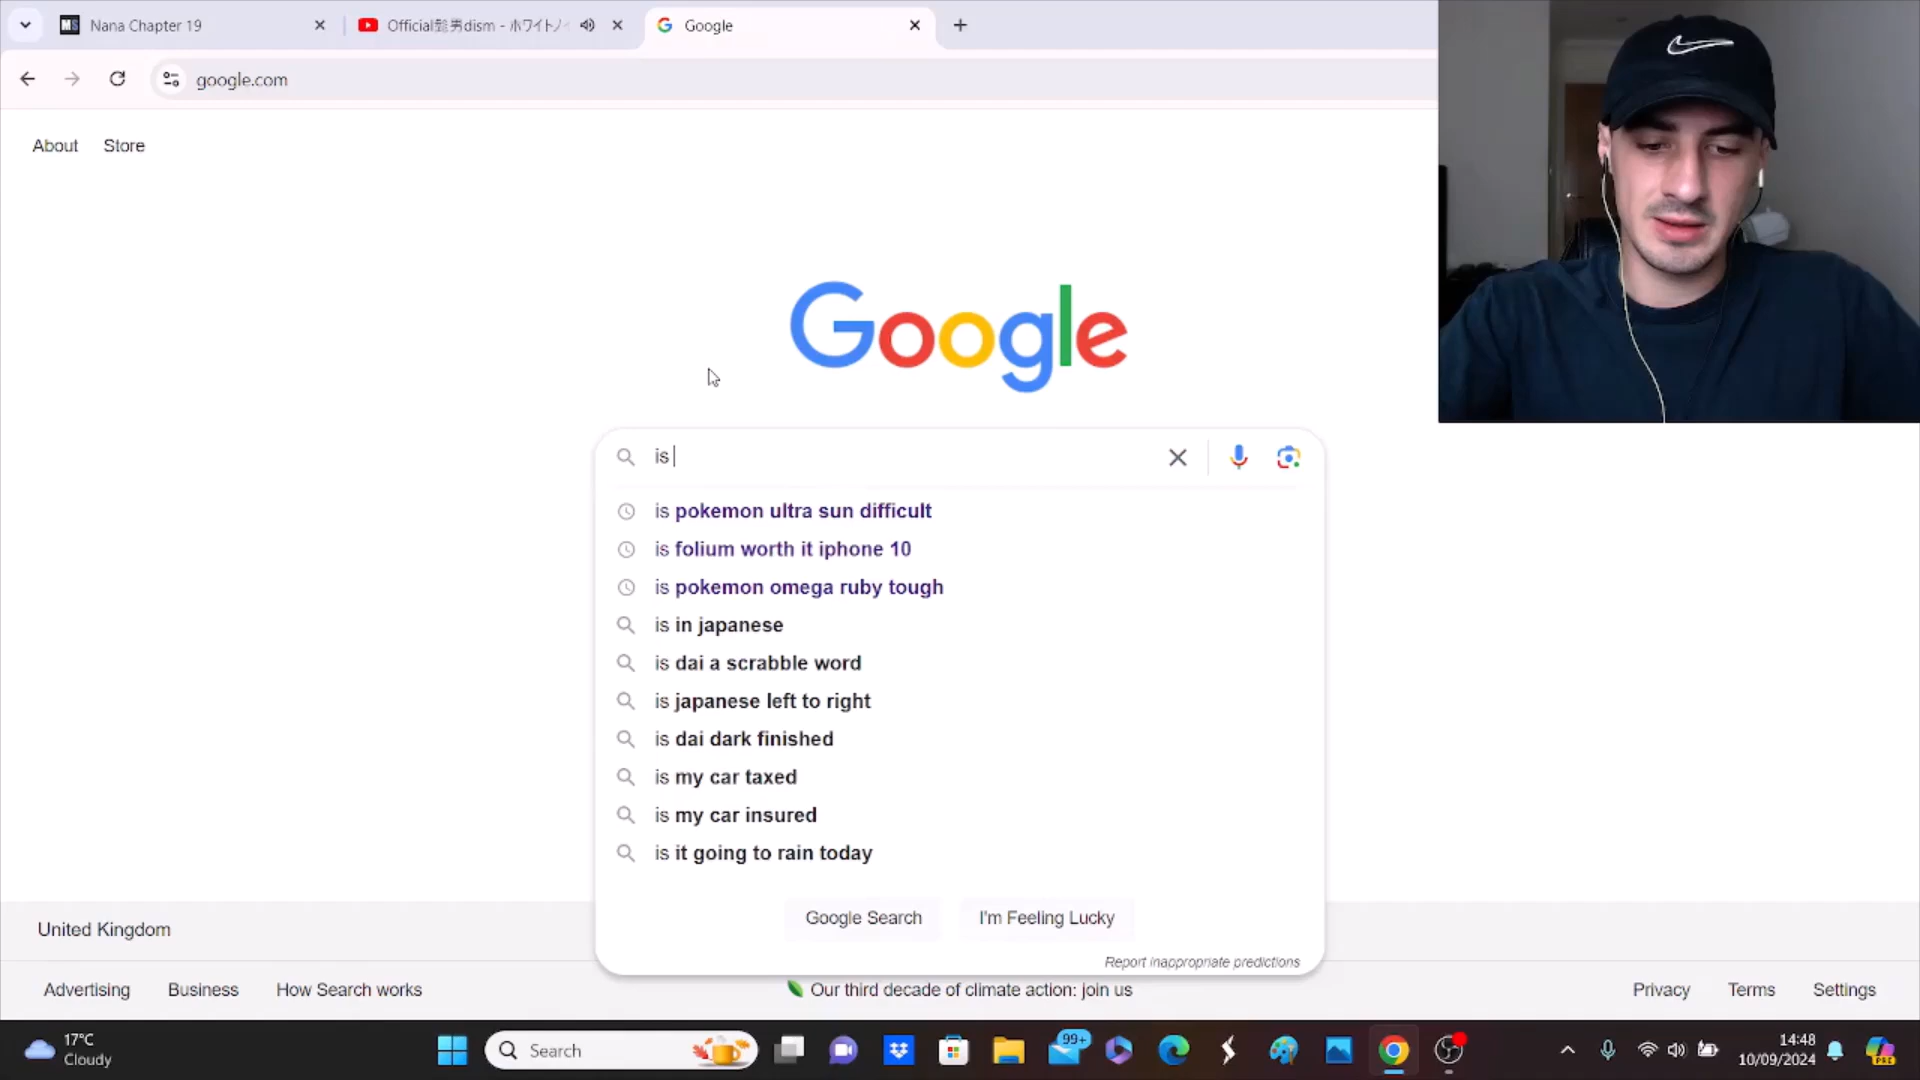 Nana Chapter 19
Official髭男dism - ホワイトノイ
Google
google.com
About Store
Google
is
is pokemon ultra sun difficult
is folium worth it iphone 10
is pokemon omega ruby tough
is in japanese
is dai a scrabble word
is japanese left to right
is dai dark finished
is my car taxed
is my car insured
is it going to rain today
Google Search I'm Feeling Lucky
Report inappropriate predictions
United Kingdom
Advertising Business How Search works Our third decade of climate action: join us Privacy Terms Settings
17°C
Cloudy
Search
99+
14:48
10/09/2024
PRE